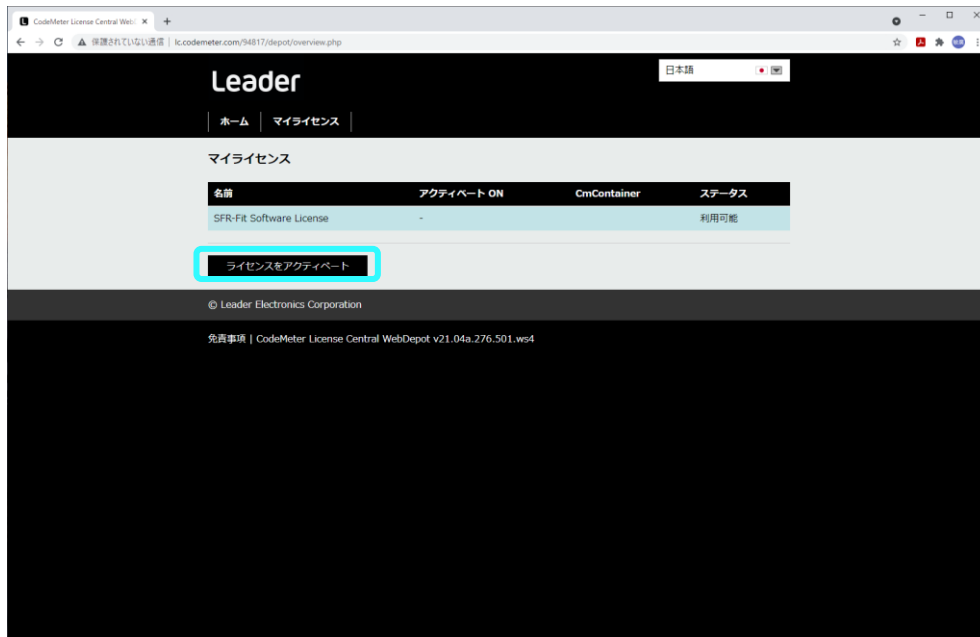 CodeMeter License Central WebD
保護されていない通信 | lc.codemeter.com/94817/depot/overview.php
Leader
日本語
ホーム マイライセンス
マイライセンス
名前 アクティベート ON CmContainer ステータス
SFR-Fit Software License - 利用可能
ライセンスをアクティベート
© Leader Electronics Corporation
免責事項 | CodeMeter License Central WebDepot v21.04a.276.501.ws4